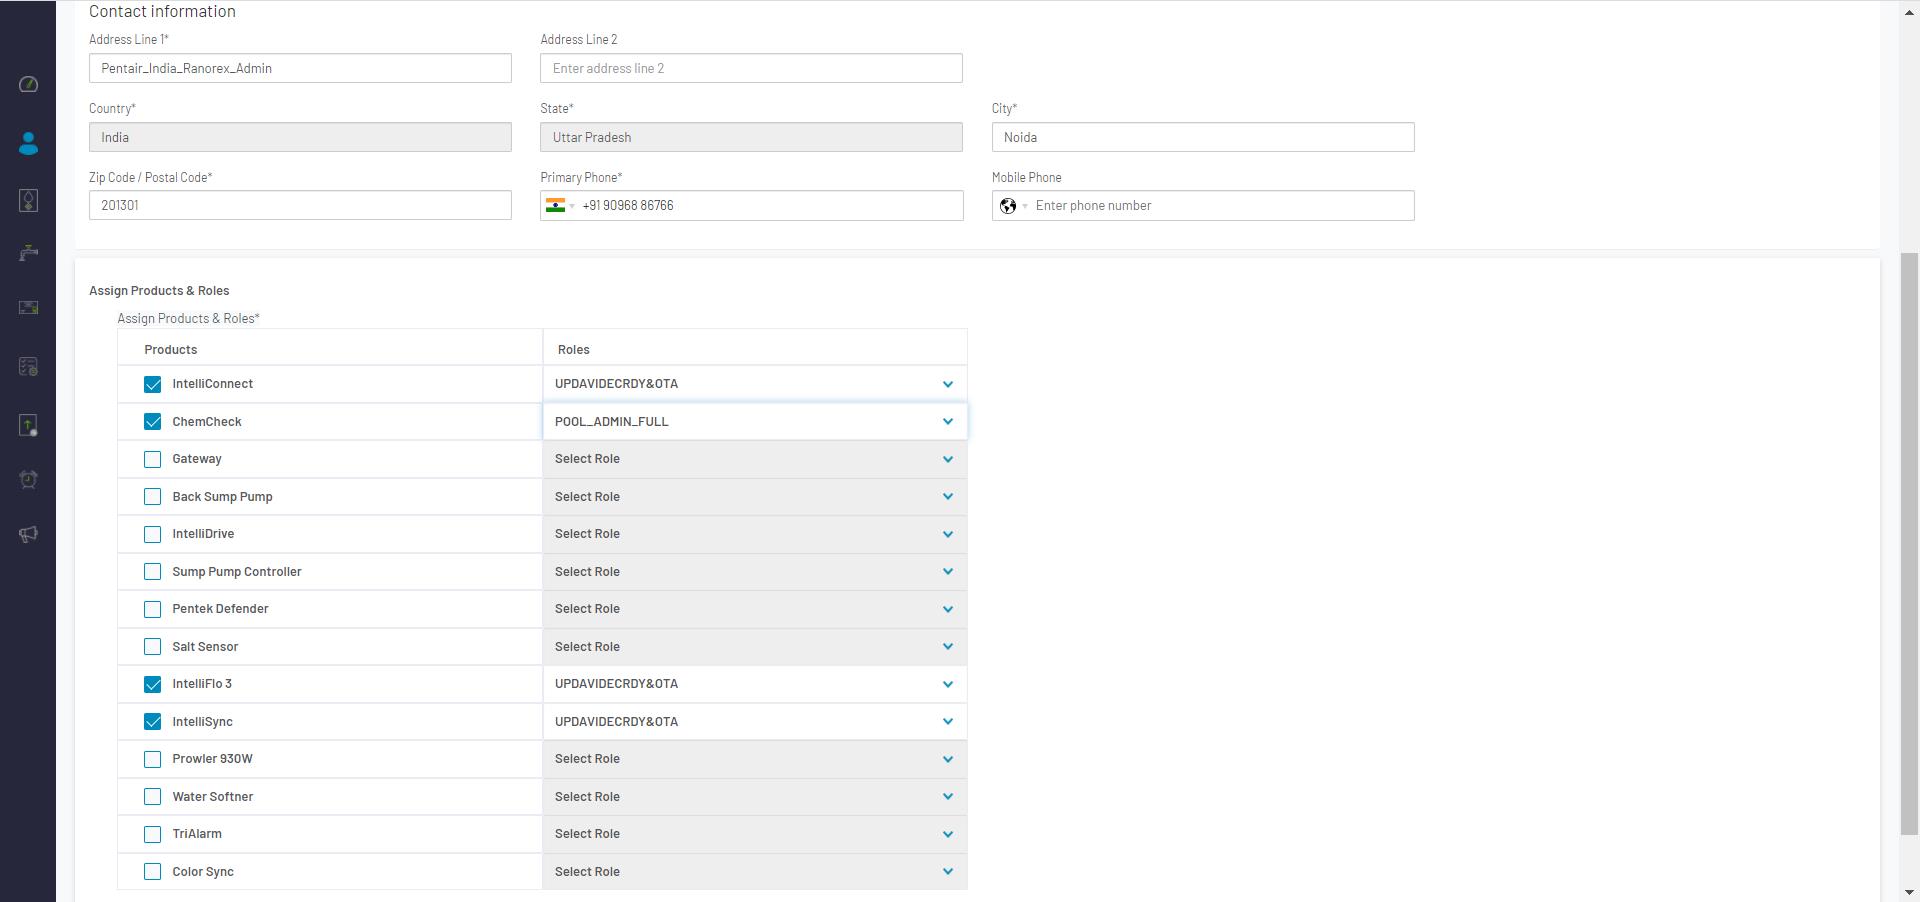 Contact information
Address Line 1*
Address Line 2
Pentair_India_Ranorex_Admin
Enter address line 2
Country*
State*
City*
India
Uttar Pradesh
Noida
Zip Code / Postal Code*
Primary Phone*
Mobile Phone
201301
+91 90968 86766
Enter phone number
Assign Products & Roles
Assign Products & Roles*
Products
Roles
IntelliConnect
UPDAVIDECRDY&OTA
ChemCheck
POOL_ADMIN_FULL
Gateway
Select Role
Back Sump Pump
Select Role
IntelliDrive
Select Role
Sump Pump Controller
Select Role
Pentek Defender
Select Role
Salt Sensor
Select Role
IntelliFlo 3
UPDAVIDECRDY&OTA
IntelliSync
UPDAVIDECRDY&OTA
Prowler 930W
Select Role
Water Softner
Select Role
TriAlarm
Select Role
Color Sync
Select Role